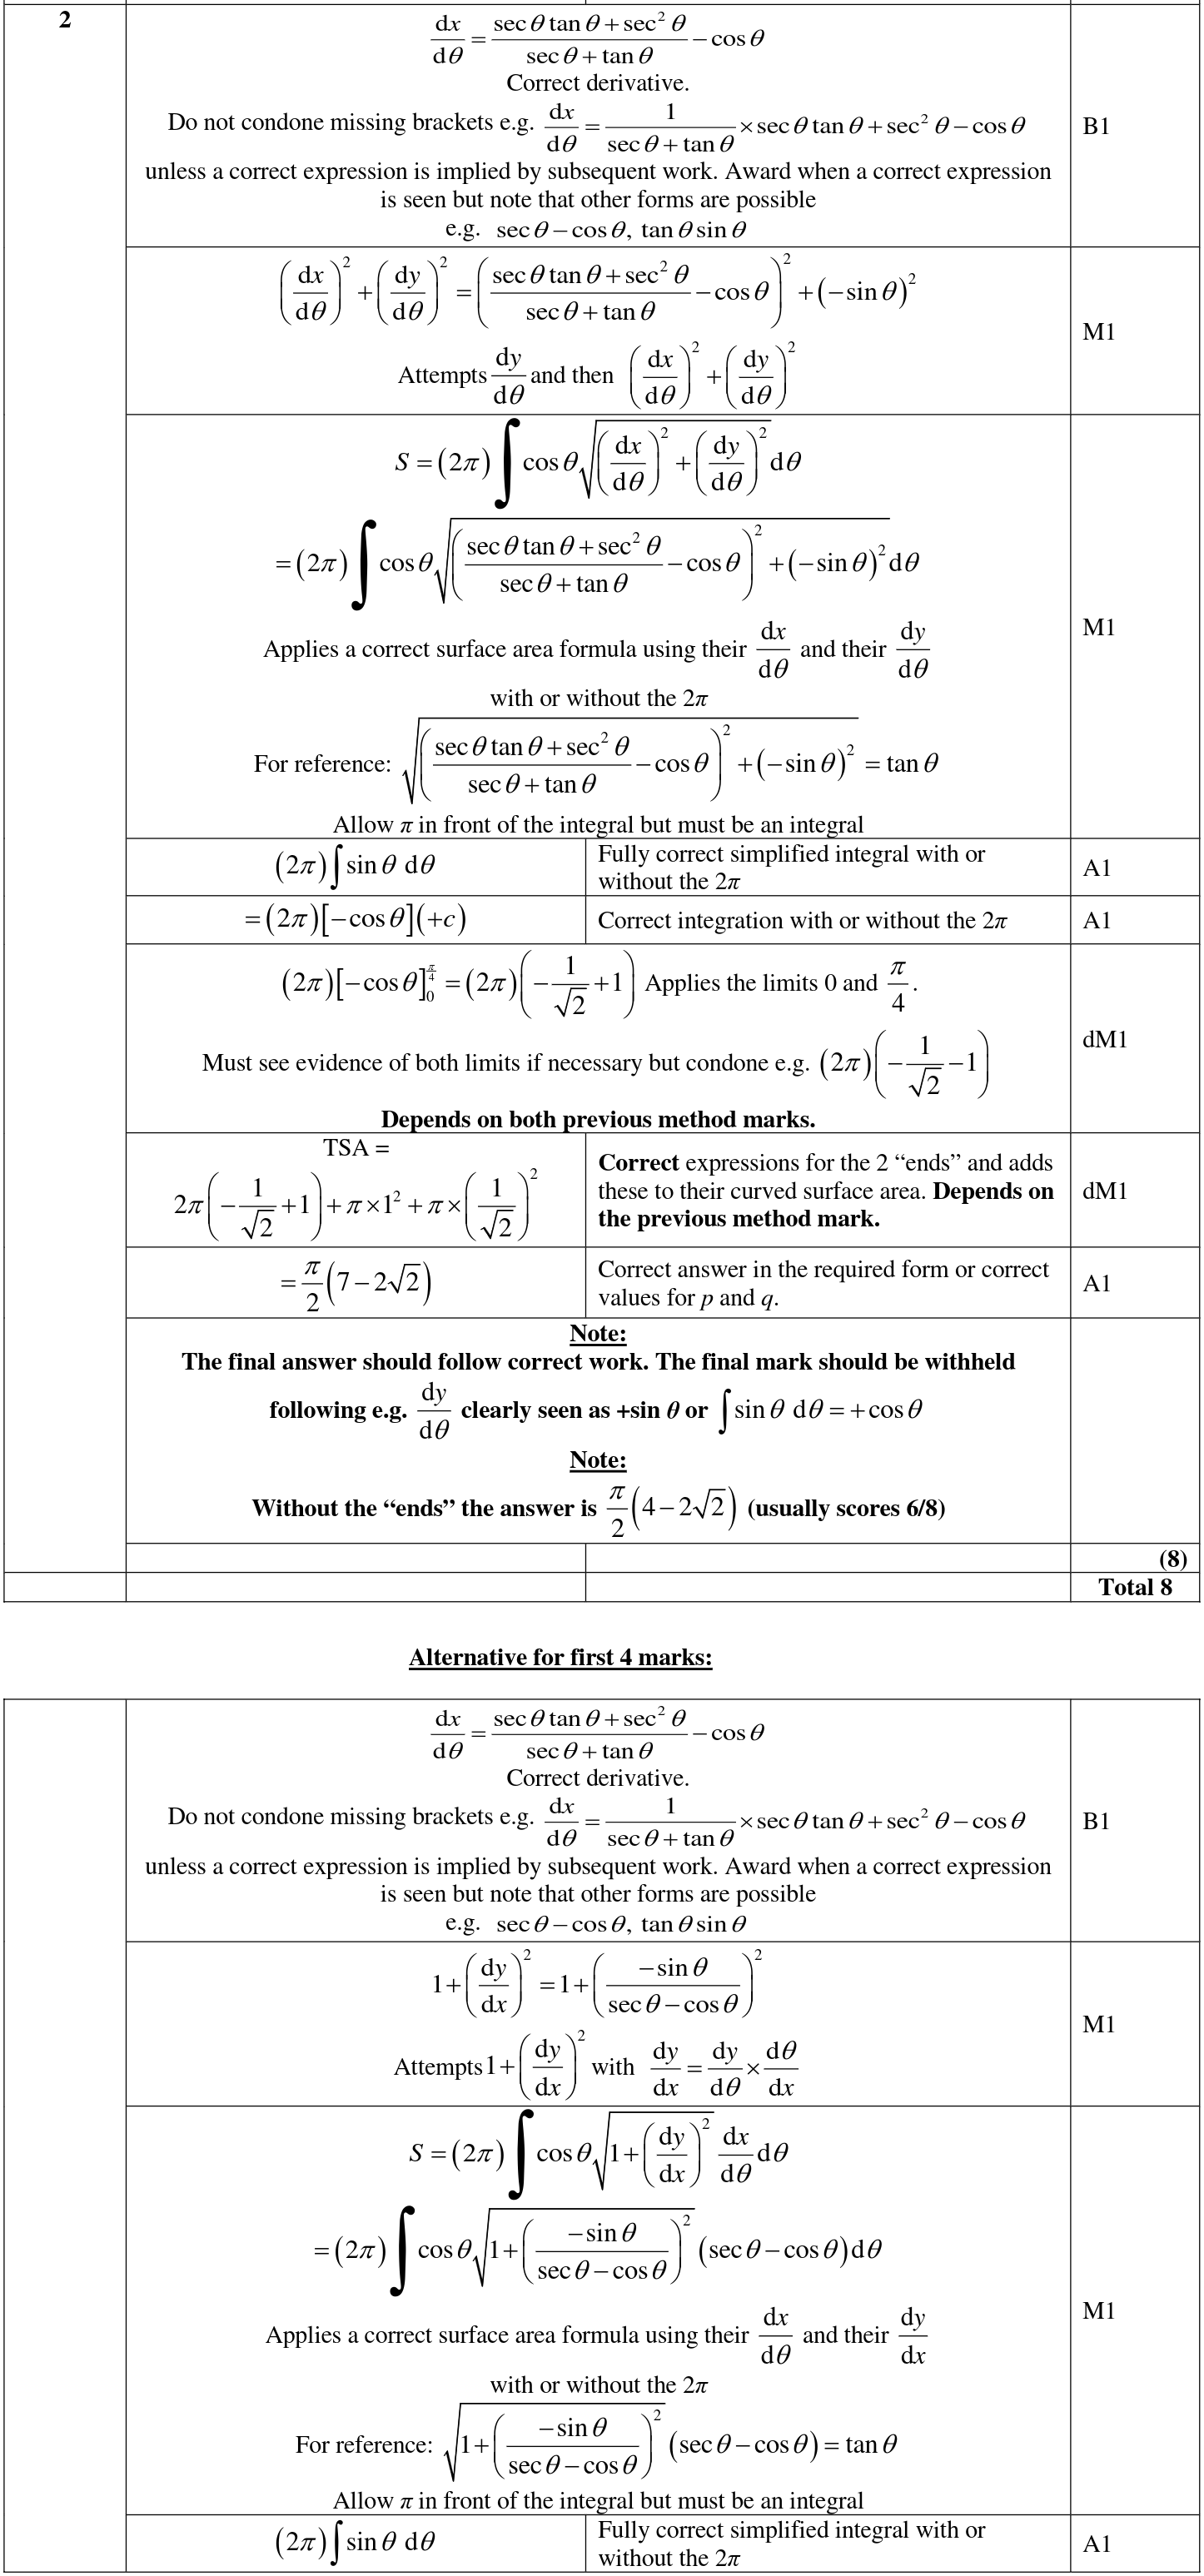 2
$\frac{dx}{d\theta} = \frac{\sec\theta\tan\theta + \sec^2\theta}{\sec\theta + \tan\theta} - \cos\theta$
Correct derivative.
Do not condone missing brackets e.g. $\frac{dx}{d\theta} = \frac{1}{\sec\theta + \tan\theta} \times \sec\theta\tan\theta + \sec^2\theta - \cos\theta$
B1
unless a correct expression is implied by subsequent work. Award when a correct expression
is seen but note that other forms are possible
e.g. $\sec\theta - \cos\theta, \tan\theta\sin\theta$
$\left(\frac{dx}{d\theta}\right)^2 + \left(\frac{dy}{d\theta}\right)^2 = \left(\frac{\sec\theta\tan\theta + \sec^2\theta}{\sec\theta + \tan\theta} - \cos\theta\right)^2 + (-\sin\theta)^2$
M1
Attempts $\frac{dy}{d\theta}$ and then $\left(\frac{dx}{d\theta}\right)^2 + \left(\frac{dy}{d\theta}\right)^2$
$S = (2\pi)\int \cos\theta\sqrt{\left(\frac{dx}{d\theta}\right)^2 + \left(\frac{dy}{d\theta}\right)^2}d\theta$
$= (2\pi)\int \cos\theta\sqrt{\left(\frac{\sec\theta\tan\theta + \sec^2\theta}{\sec\theta + \tan\theta} - \cos\theta\right)^2 + (-\sin\theta)^2}d\theta$
Applies a correct surface area formula using their $\frac{dx}{d\theta}$ and their $\frac{dy}{d\theta}$
M1
with or without the 2π
For reference: $\sqrt{\left(\frac{\sec\theta\tan\theta + \sec^2\theta}{\sec\theta + \tan\theta} - \cos\theta\right)^2 + (-\sin\theta)^2} = \tan\theta$
Allow π in front of the integral but must be an integral
$(2\pi)\int \sin\theta \, d\theta$
Fully correct simplified integral with or
without the 2π
A1
$= (2\pi)[-\cos\theta](+c)$
Correct integration with or without the 2π
A1
$(2\pi)[-\cos\theta]_0^{\frac{\pi}{4}} = (2\pi)\left(-\frac{1}{\sqrt{2}} + 1\right)$ Applies the limits 0 and $\frac{\pi}{4}$.
Must see evidence of both limits if necessary but condone e.g. $(2\pi)\left(-\frac{1}{\sqrt{2}} - 1\right)$
dM1
Depends on both previous method marks.
TSA =
$2\pi\left(-\frac{1}{\sqrt{2}} + 1\right) + \pi \times 1^2 + \pi \times \left(\frac{1}{\sqrt{2}}\right)^2$
Correct expressions for the 2 “ends” and adds
these to their curved surface area. Depends on
the previous method mark.
dM1
$= \frac{\pi}{2}(7 - 2\sqrt{2})$
Correct answer in the required form or correct
values for p and q.
A1
Note:
The final answer should follow correct work. The final mark should be withheld
following e.g. $\frac{dy}{d\theta}$ clearly seen as +sin θ or $\int \sin\theta \, d\theta = +\cos\theta$
Note:
Without the “ends” the answer is $\frac{\pi}{2}(4 - 2\sqrt{2})$ (usually scores 6/8)
(8)
Total 8
Alternative for first 4 marks:
$\frac{dx}{d\theta} = \frac{\sec\theta\tan\theta + \sec^2\theta}{\sec\theta + \tan\theta} - \cos\theta$
Correct derivative.
Do not condone missing brackets e.g. $\frac{dx}{d\theta} = \frac{1}{\sec\theta + \tan\theta} \times \sec\theta\tan\theta + \sec^2\theta - \cos\theta$
B1
unless a correct expression is implied by subsequent work. Award when a correct expression
is seen but note that other forms are possible
e.g. $\sec\theta - \cos\theta, \tan\theta\sin\theta$
$1 + \left(\frac{dy}{dx}\right)^2 = 1 + \left(\frac{-\sin\theta}{\sec\theta - \cos\theta}\right)^2$
M1
Attempts $1 + \left(\frac{dy}{dx}\right)^2$ with $\frac{dy}{dx} = \frac{dy}{d\theta} \times \frac{d\theta}{dx}$
$S = (2\pi)\int \cos\theta\sqrt{1 + \left(\frac{dy}{dx}\right)^2} \frac{dx}{d\theta}d\theta$
$= (2\pi)\int \cos\theta\sqrt{1 + \left(\frac{-\sin\theta}{\sec\theta - \cos\theta}\right)^2} (\sec\theta - \cos\theta)d\theta$
Applies a correct surface area formula using their $\frac{dx}{d\theta}$ and their $\frac{dy}{dx}$
M1
with or without the 2π
For reference: $\sqrt{1 + \left(\frac{-\sin\theta}{\sec\theta - \cos\theta}\right)^2} (\sec\theta - \cos\theta) = \tan\theta$
Allow π in front of the integral but must be an integral
$(2\pi)\int \sin\theta \, d\theta$
Fully correct simplified integral with or
without the 2π
A1